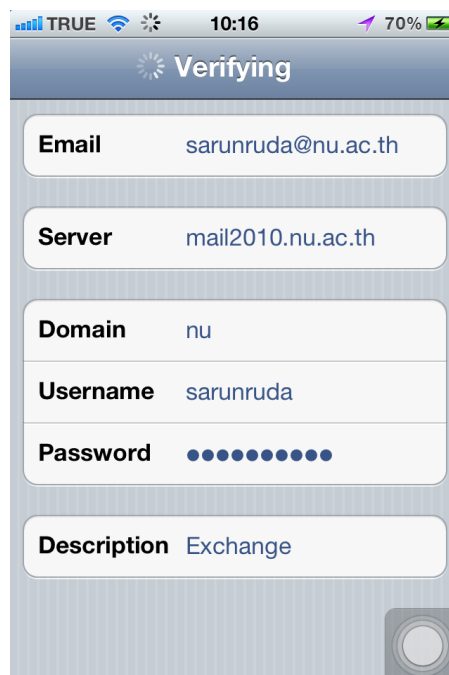 TRUE 10:16 70%
Verifying
Email sarunruda@nu.ac.th
Server mail2010.nu.ac.th
Domain nu
Username sarunruda
Password ●●●●●●●●●●
Description Exchange